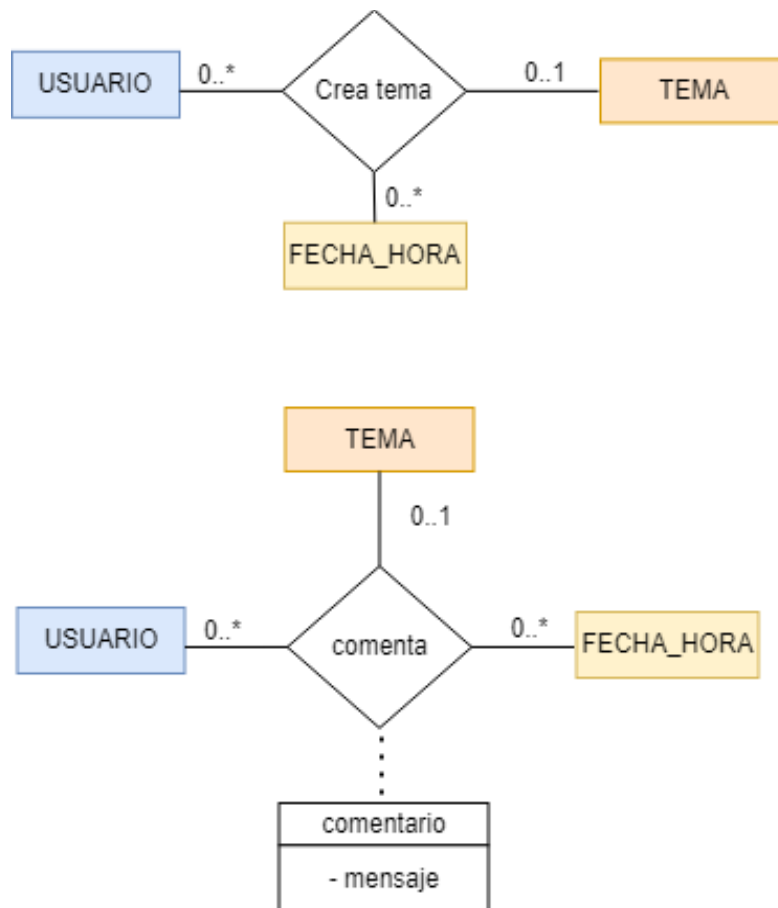 USUARIO
0..*
Crea tema
0..1
TEMA
0..*
FECHA_HORA
TEMA
0..1
USUARIO
0..*
comenta
0..*
FECHA_HORA
comentario
- mensaje